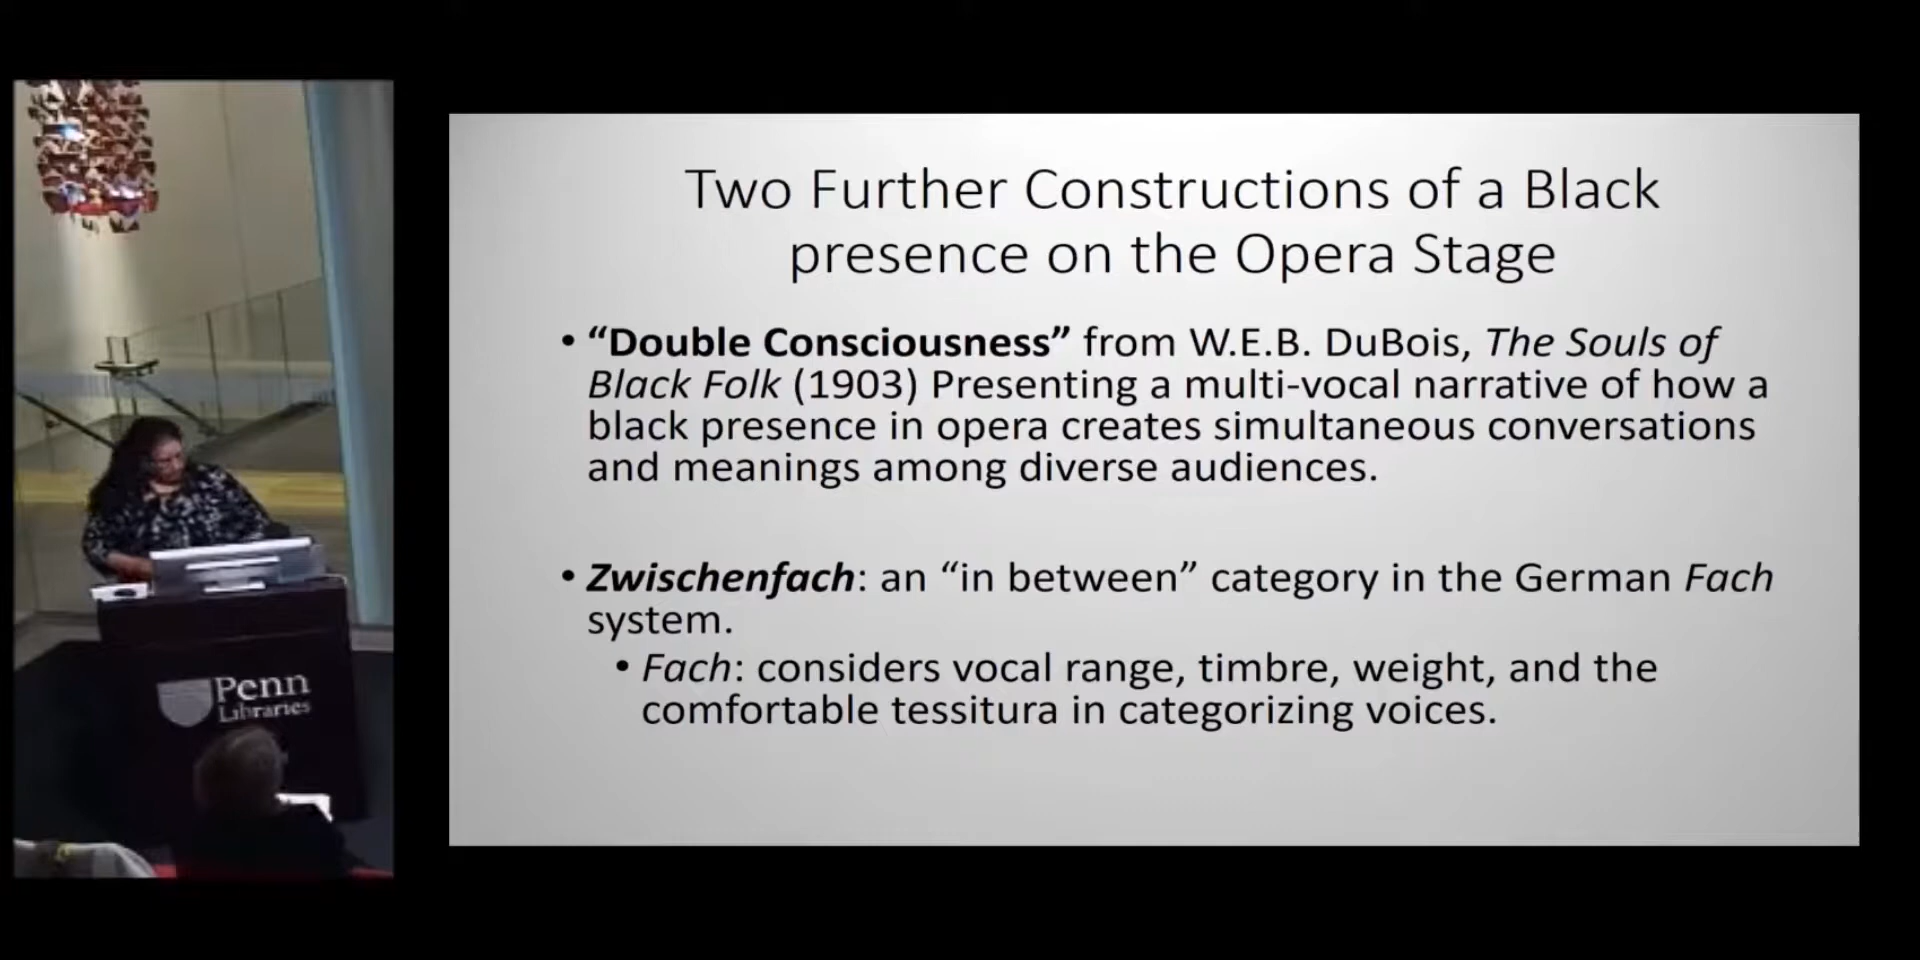 Two Further Constructions of a Black
presence on the Opera Stage
• “Double Consciousness” from W.E.B. DuBois, The Souls of
Black Folk (1903) Presenting a multi-vocal narrative of how a
black presence in opera creates simultaneous conversations
and meanings among diverse audiences.
• Zwischenfach: an “in between” category in the German Fach
system.
• Fach: considers vocal range, timbre, weight, and the
comfortable tessitura in categorizing voices.
Penn
Libraries